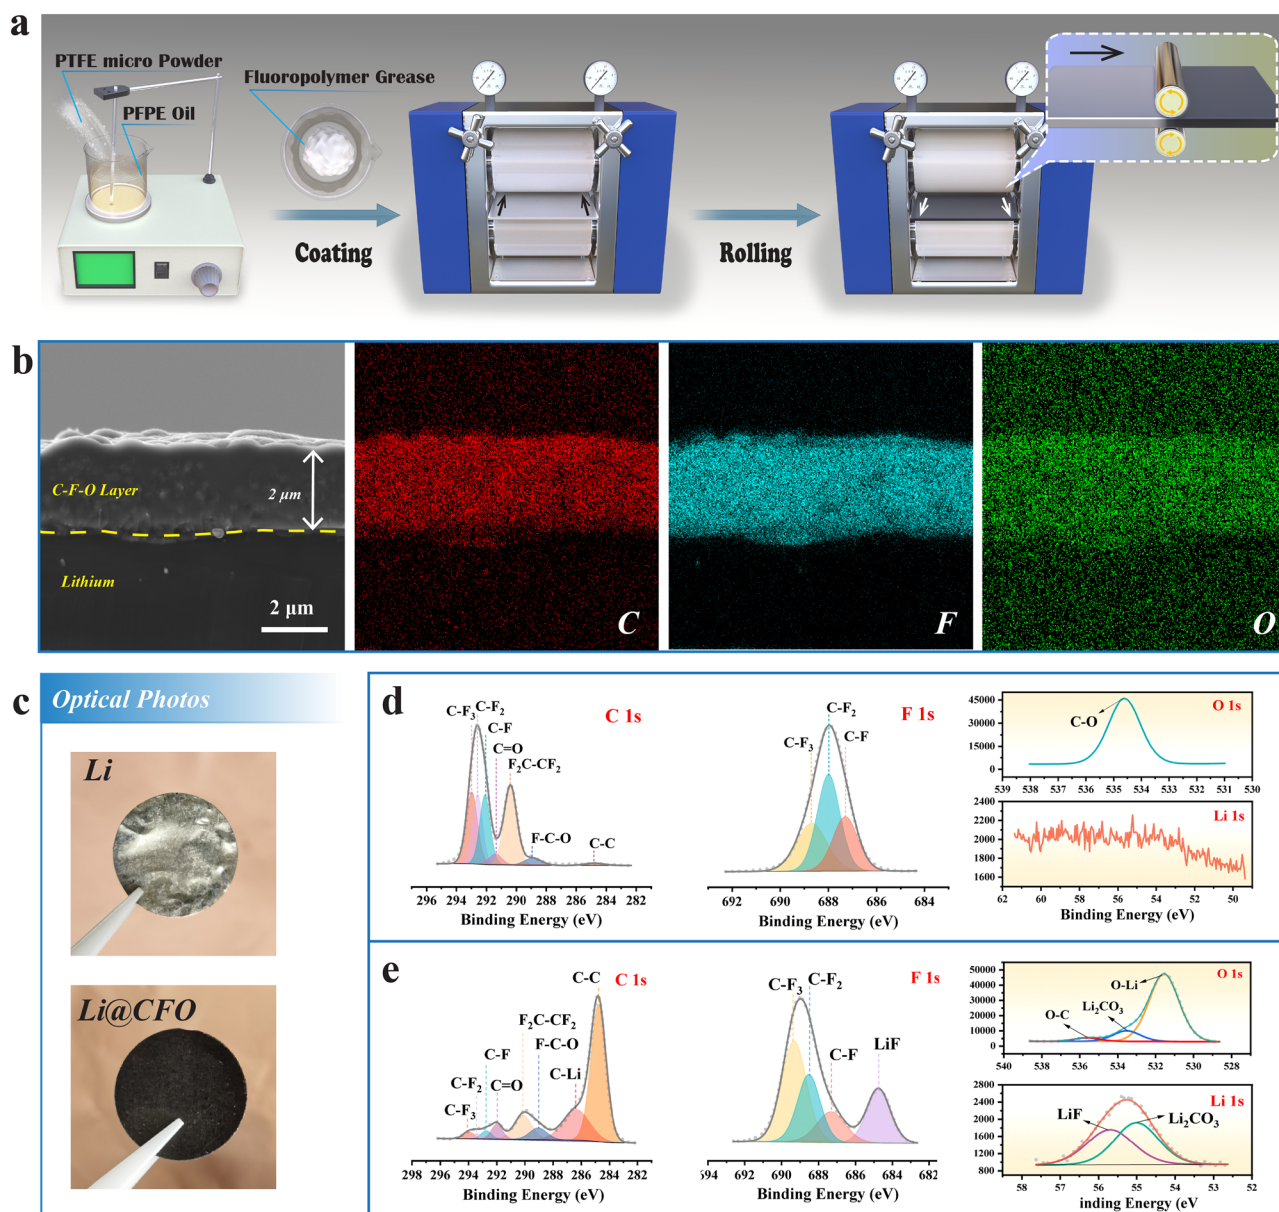 a
PTFE micro Powder
PFPE Oil
Fluoropolymer Grease
Coating
Rolling
b
C-F-O Layer
2 μm
Lithium
2 μm
C
F
O
c
Optical Photos
Li
Li@CFO
d
C 1s
C-F3
C-F2
C-F
C=O
F2C-CF2
F-C-O
C-C
296 294 292 290 288 286 284 282
Binding Energy (eV)
F 1s
C-F2
C-F3
C-F
692 690 688 686 684
Binding Energy (eV)
O 1s
C-O
45000
30000
15000
0
539 538 537 536 535 534 533 532 531 530
Li 1s
2400
2200
2000
1800
1600
62 60 58 56 54 52 50
Binding Energy (eV)
e
C 1s
C-C
F2C-CF2
F-C-O
C-F
C-Li
C-F2
C=O
C-F3
298 296 294 292 290 288 286 284 282
Binding Energy (eV)
F 1s
C-F3
C-F2
C-F
LiF
692 690 688 686 684 682
Binding Energy (eV)
O 1s
O-Li
Li2CO3
O-C
50000
40000
30000
20000
10000
0
540 538 536 534 532 530 528
Li 1s
LiF
Li2CO3
2800
2400
2000
1600
1200
800
58 57 56 55 54 53 52
inding Energy (eV